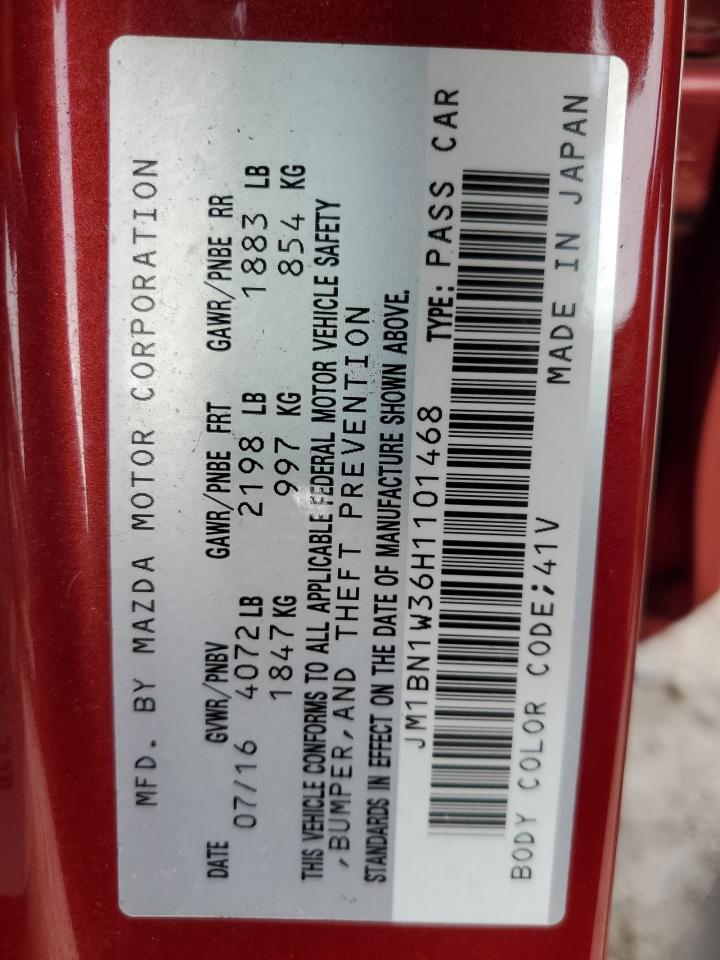 MFD. BY MAZDA MOTOR CORPORATION
DATE GVWR/PNBV GAWR/PNBE FRT GAWR/PNBE RR
07/16 4072 LB 2198 LB 1883 LB
1847 KG 997 KG 854 KG
THIS VEHICLE CONFORMS TO ALL APPLICABLE FEDERAL MOTOR VEHICLE SAFETY
,BUMPER,AND THEFT PREVENTION
STANDARDS IN EFFECT ON THE DATE OF MANUFACTURE SHOWN ABOVE.
JM1BN1W36H1101468 TYPE: PASS CAR
BODY COLOR CODE;41V MADE IN JAPAN